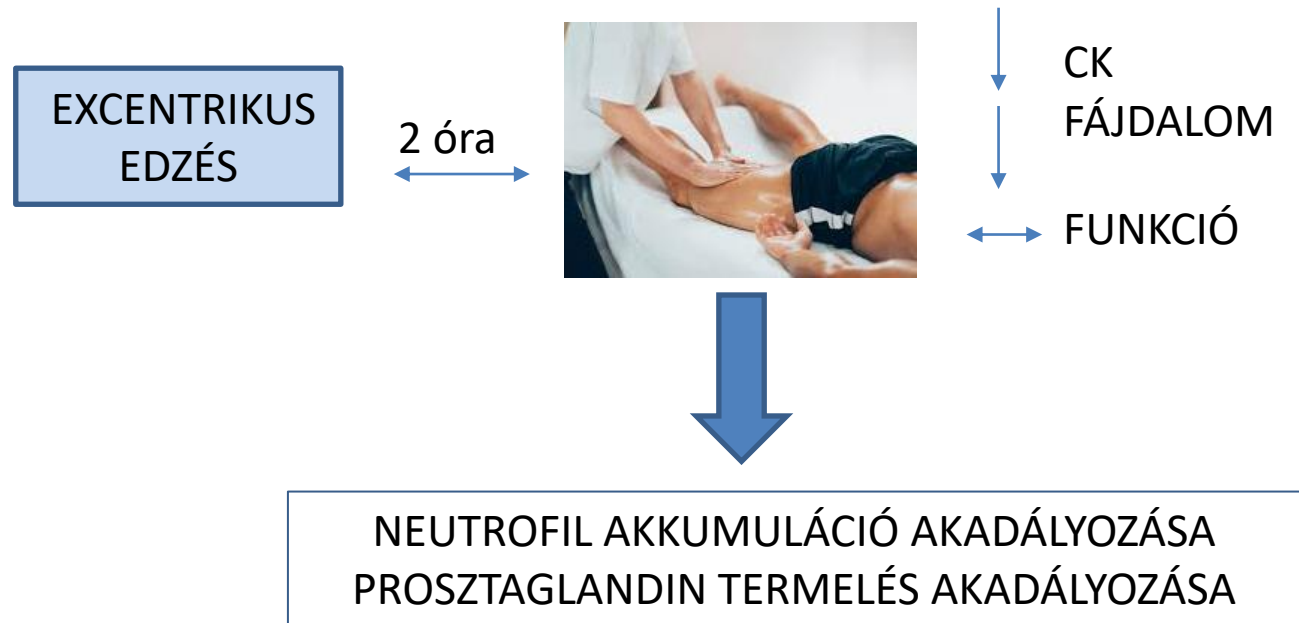 EXCENTRIKUS
EDZÉS
2 óra
CK
FÁJDALOM
FUNKCIÓ
NEUTROFIL AKKUMULÁCIÓ AKADÁLYOZÁSA
PROSZTAGLANDIN TERMELÉS AKADÁLYOZÁSA